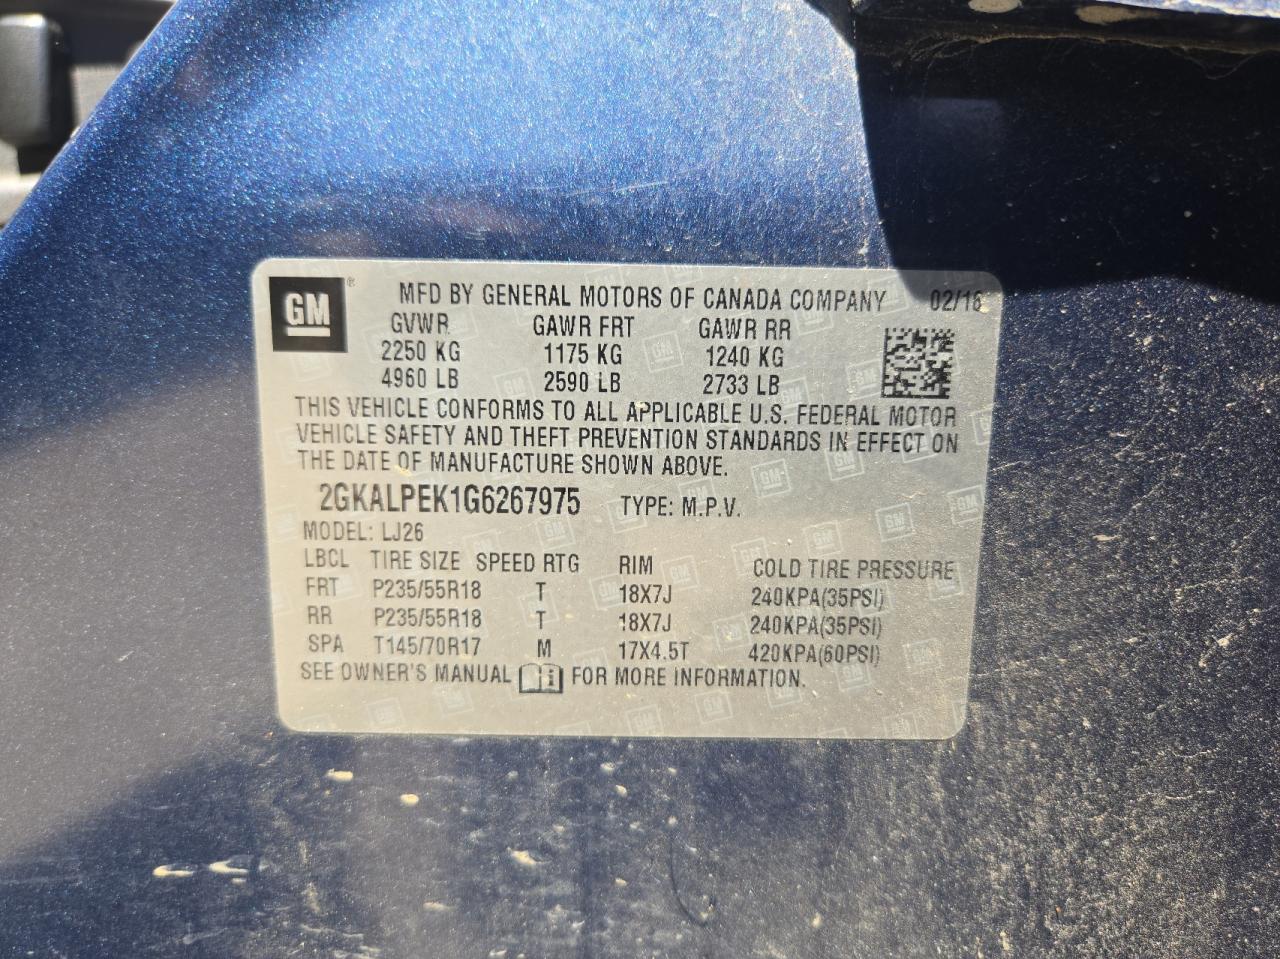 GM ® MFD BY GENERAL MOTORS OF CANADA COMPANY 02/16
GVWR GAWR FRT GAWR RR
2250 KG 1175 KG 1240 KG
4960 LB 2590 LB 2733 LB
THIS VEHICLE CONFORMS TO ALL APPLICABLE U.S. FEDERAL MOTOR
VEHICLE SAFETY AND THEFT PREVENTION STANDARDS IN EFFECT ON
THE DATE OF MANUFACTURE SHOWN ABOVE.
2GKALPEK1G6267975 TYPE: M.P.V.
MODEL: LJ26
LBCL TIRE SIZE SPEED RTG RIM COLD TIRE PRESSURE
FRT P235/55R18 T 18X7J 240KPA(35PSI)
RR P235/55R18 T 18X7J 240KPA(35PSI)
SPA T145/70R17 M 17X4.5T 420KPA(60PSI)
SEE OWNER'S MANUAL FOR MORE INFORMATION.